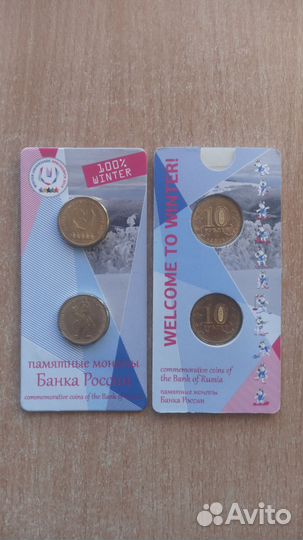 100%
WINTER
памятные монеты
Банка России
commemorative coins of the Bank of Russia
WELCOME TO WINTER!
10
РУБЛЕЙ
10
commemorative coins of
the Bank of Russia
памятные монеты
Банка России
Avito